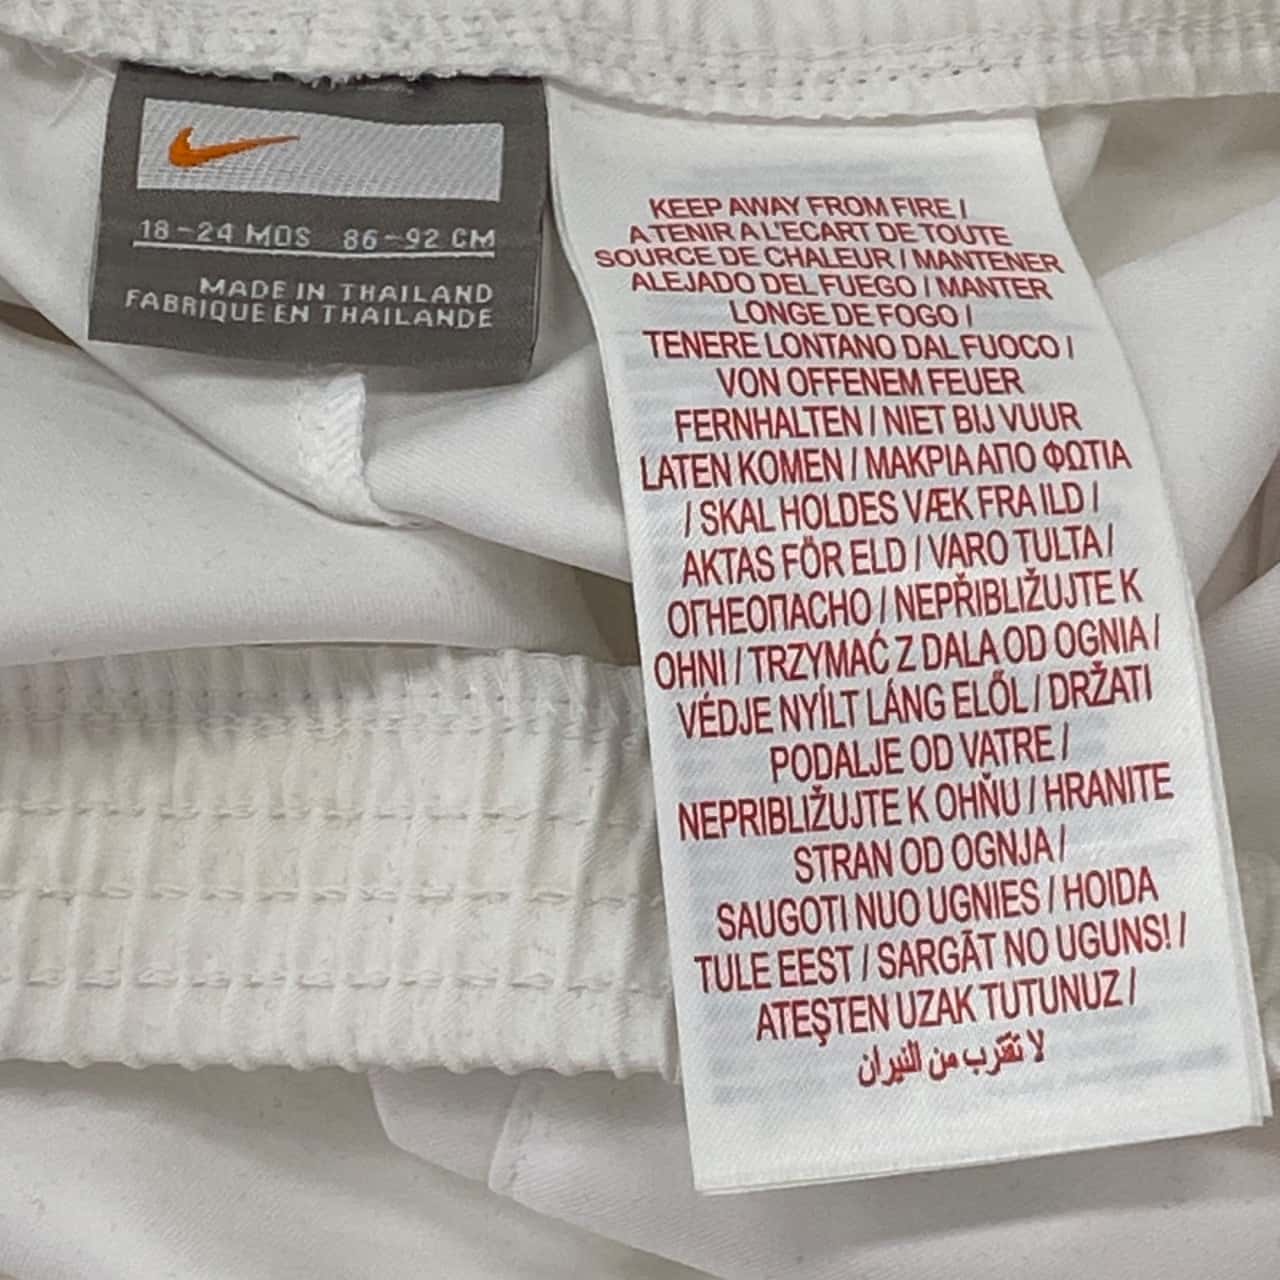 18-24 MOS 86-92 CM
MADE IN THAILAND
FABRIQUE EN THAILANDE
KEEP AWAY FROM FIRE /
A TENIR A L'ECART DE TOUTE
SOURCE DE CHALEUR / MANTENER
ALEJADO DEL FUEGO / MANTER
LONGE DE FOGO /
TENERE LONTANO DAL FUOCO /
VON OFFENEM FEUER
FERNHALTEN / NIET BIJ VUUR
LATEN KOMEN / ΜΑΚΡΙΑ ΑΠΟ ΦΩΤΙΑ
/ SKAL HOLDES VÆK FRA ILD /
AKTAS FÖR ELD / VARO TULTA /
ОГНЕОПАСНО / NEPŘIBLIŽUJTE K
OHNI / TRZYMAĆ Z DALA OD OGNIA /
VÉDJE NYÍLT LÁNG ELŐL / DRŽATI
PODALJE OD VATRE /
NEPRIBLIŽUJTE K OHŇU / HRANITE
STRAN OD OGNJA /
SAUGOTI NUO UGNIES / HOIDA
TULE EEST / SARGĀT NO UGUNS! /
ATEŞTEN UZAK TUTUNUZ /
لا تقترب من النيران